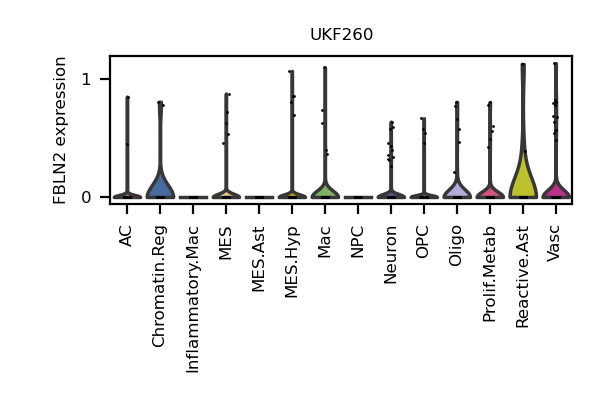 UKF260
FBLN2 expression
1
0
AC
Chromatin.Reg
Inflammatory.Mac
MES
MES.Ast
MES.Hyp
Mac
NPC
Neuron
OPC
Oligo
Prolif.Metab
Reactive.Ast
Vasc